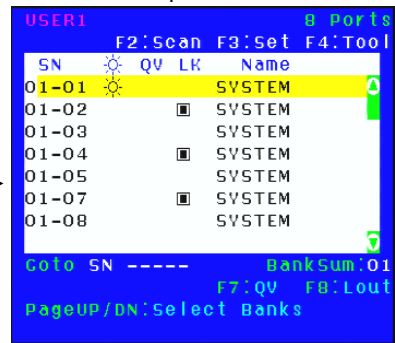 USER1 8 Ports
F2:Scan F3:Set F4:Tool
SN QV LK Name
01-01 SYSTEM
01-02 SYSTEM
01-03 SYSTEM
01-04 SYSTEM
01-05 SYSTEM
01-07 SYSTEM
01-08 SYSTEM
Goto SN ----- BankSum:01
F7:QV F8:Lout
PageUP/DN:Select Banks